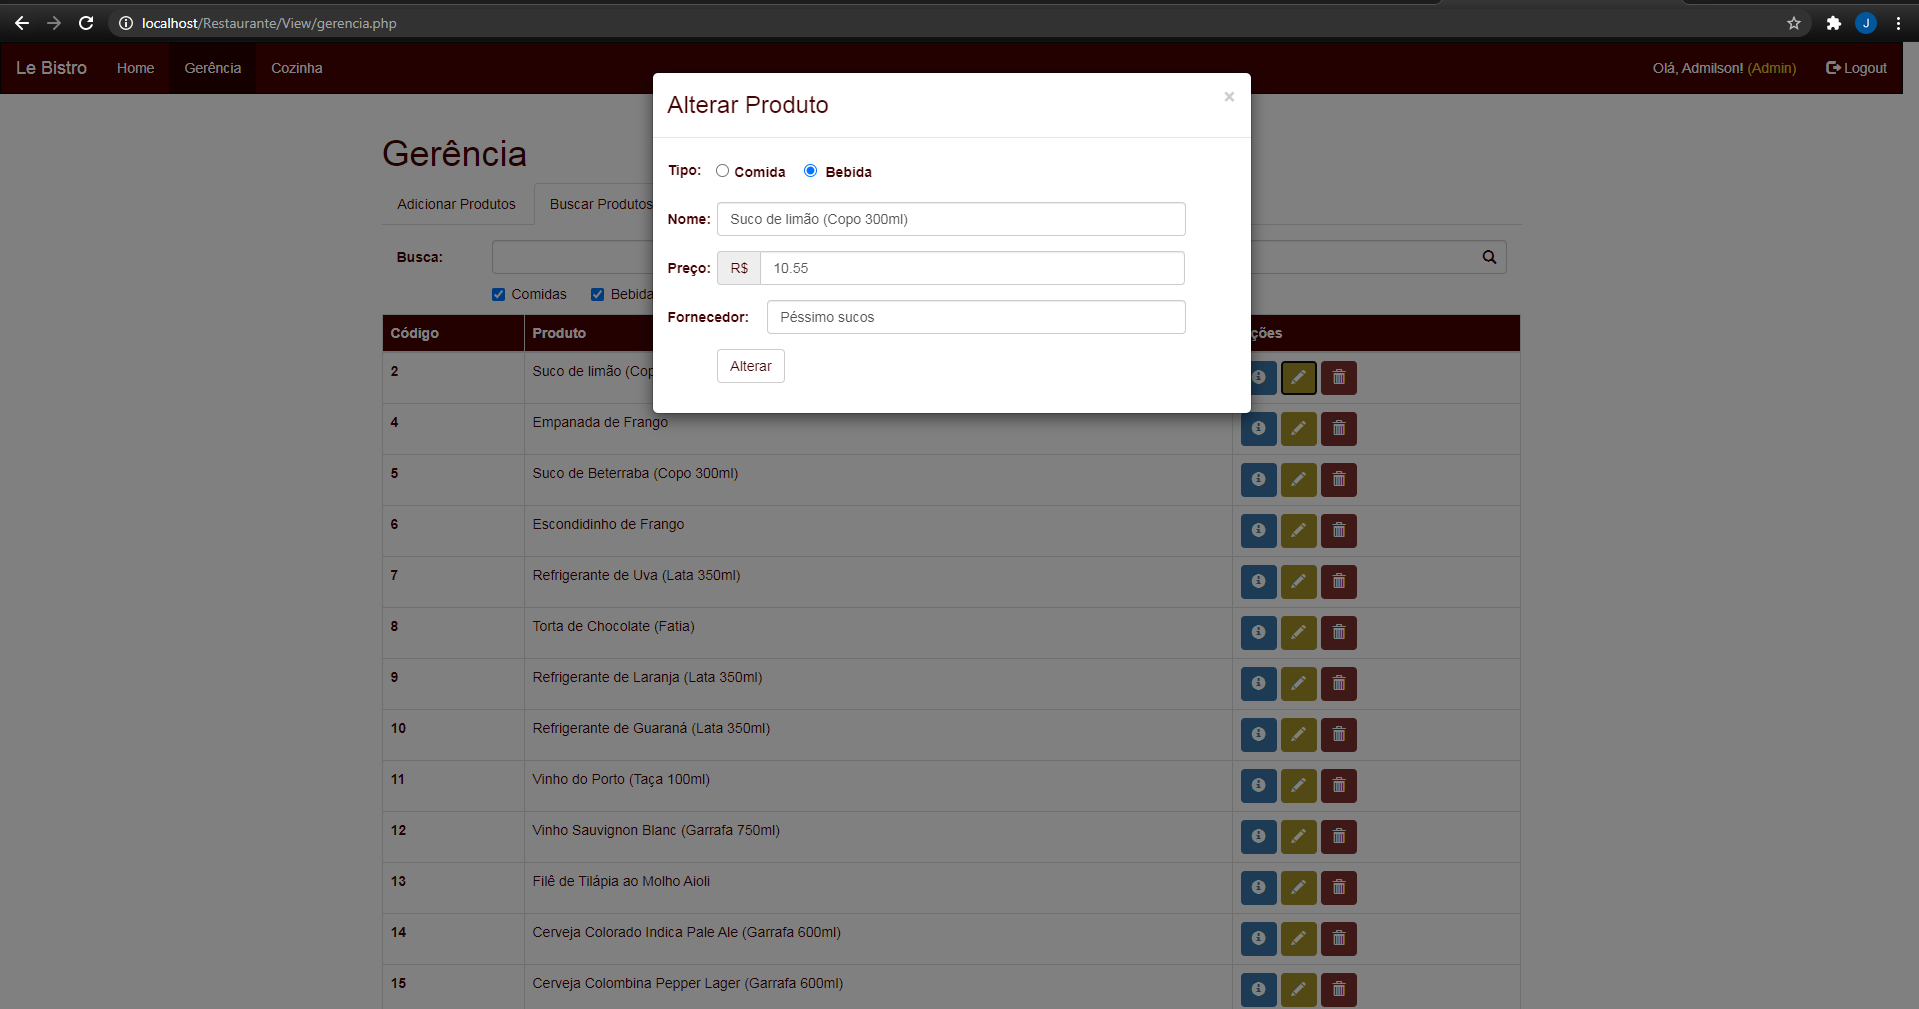 localhost/Restaurante/View/gerencia.php
J
Le Bistro Home Gerência Cozinha Olá, Admilson! (Admin) Logout
Alterar Produto ×
Tipo: Comida Bebida
Nome: Suco de limão (Copo 300ml)
Preço: R$ 10.55
Fornecedor: Péssimo sucos
Alterar
Gerência
Adicionar Produtos Buscar Produtos
Busca:
Comidas Bebida
Código Produto ções
2 Suco de limão (Cop
4 Empanada de Frango
5 Suco de Beterraba (Copo 300ml)
6 Escondidinho de Frango
7 Refrigerante de Uva (Lata 350ml)
8 Torta de Chocolate (Fatia)
9 Refrigerante de Laranja (Lata 350ml)
10 Refrigerante de Guaraná (Lata 350ml)
11 Vinho do Porto (Taça 100ml)
12 Vinho Sauvignon Blanc (Garrafa 750ml)
13 Filê de Tilápia ao Molho Aioli
14 Cerveja Colorado Indica Pale Ale (Garrafa 600ml)
15 Cerveja Colombina Pepper Lager (Garrafa 600ml)